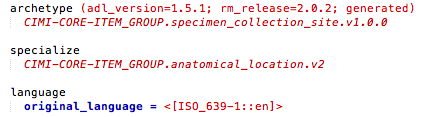 archetype (adl_version=1.5.1; rm_release=2.0.2; generated)
CIMI-CORE-ITEM_GROUP.specimen_collection_site.v1.0.0
specialize
CIMI-CORE-ITEM_GROUP.anatomical_location.v2
language
original_language = <[ISO_639-1::en]>